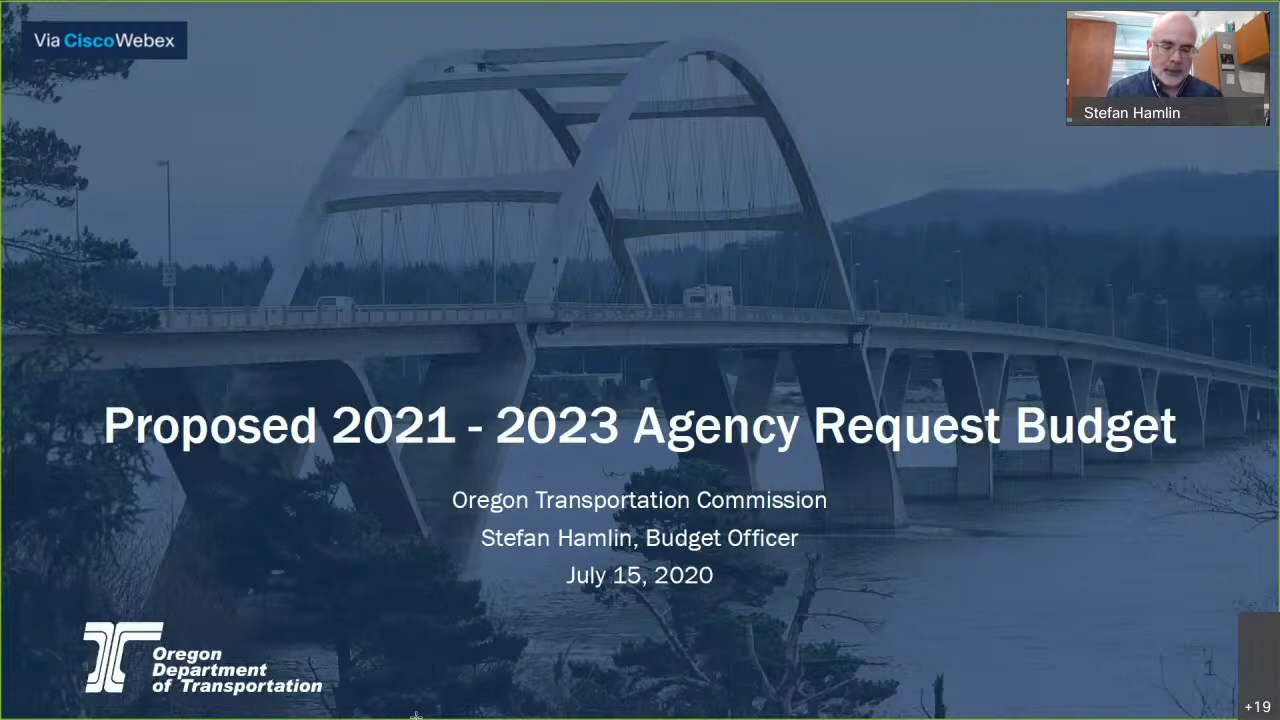 Via CiscoWebex
Stefan Hamlin
Proposed 2021 - 2023 Agency Request Budget
Oregon Transportation Commission
Stefan Hamlin, Budget Officer
July 15, 2020
Oregon
Department
of Transportation
1
+19